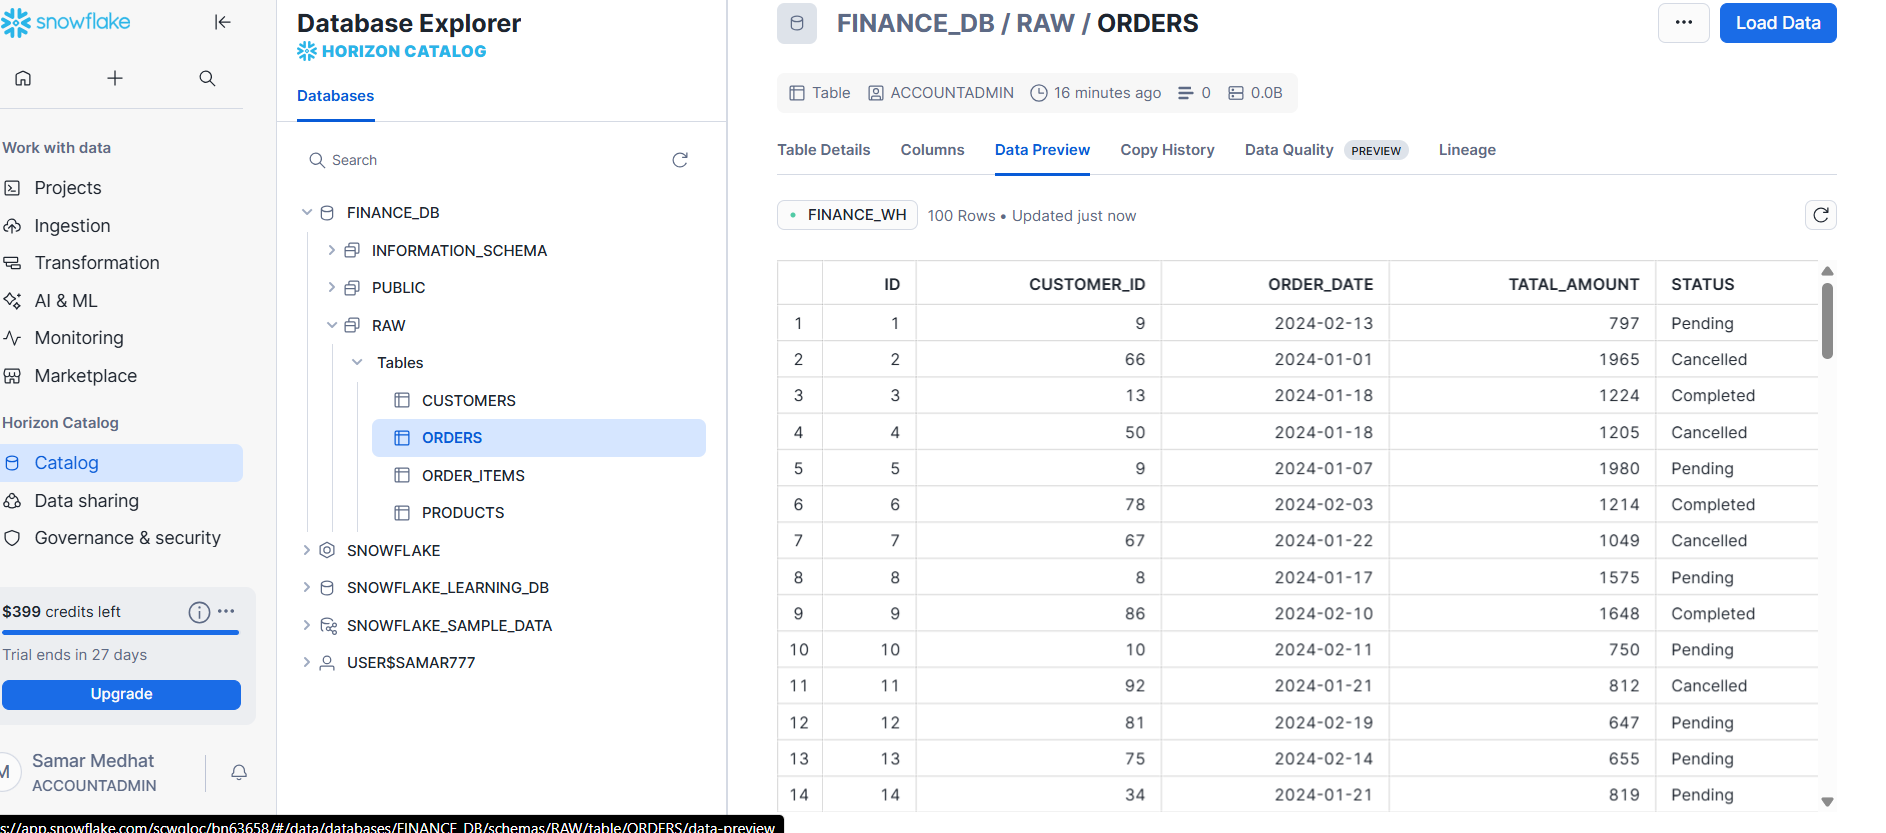 snowflake
Work with data
Projects
Ingestion
Transformation
AI & ML
Monitoring
Marketplace
Horizon Catalog
Catalog
Data sharing
Governance & security
$399 credits left
Trial ends in 27 days
Upgrade
M
Samar Medhat
ACCOUNTADMIN
Database Explorer
HORIZON CATALOG
Databases
Search
FINANCE_DB
INFORMATION_SCHEMA
PUBLIC
RAW
Tables
CUSTOMERS
ORDERS
ORDER_ITEMS
PRODUCTS
SNOWFLAKE
SNOWFLAKE_LEARNING_DB
SNOWFLAKE_SAMPLE_DATA
USER$SAMAR777
FINANCE_DB / RAW / ORDERS
... Load Data
Table ACCOUNTADMIN 16 minutes ago 0 0.0B
Table Details Columns Data Preview Copy History Data Quality PREVIEW Lineage
FINANCE_WH 100 Rows • Updated just now
ID CUSTOMER_ID ORDER_DATE TATAL_AMOUNT STATUS
1 1 9 2024-02-13 797 Pending
2 2 66 2024-01-01 1965 Cancelled
3 3 13 2024-01-18 1224 Completed
4 4 50 2024-01-18 1205 Cancelled
5 5 9 2024-01-07 1980 Pending
6 6 78 2024-02-03 1214 Completed
7 7 67 2024-01-22 1049 Cancelled
8 8 8 2024-01-17 1575 Pending
9 9 86 2024-02-10 1648 Completed
10 10 10 2024-02-11 750 Pending
11 11 92 2024-01-21 812 Cancelled
12 12 81 2024-02-19 647 Pending
13 13 75 2024-02-14 655 Pending
14 14 34 2024-01-21 819 Pending
s://app.snowflake.com/scwgloc/bn63658/#/data/databases/FINANCE_DB/schemas/RAW/table/ORDERS/data-preview